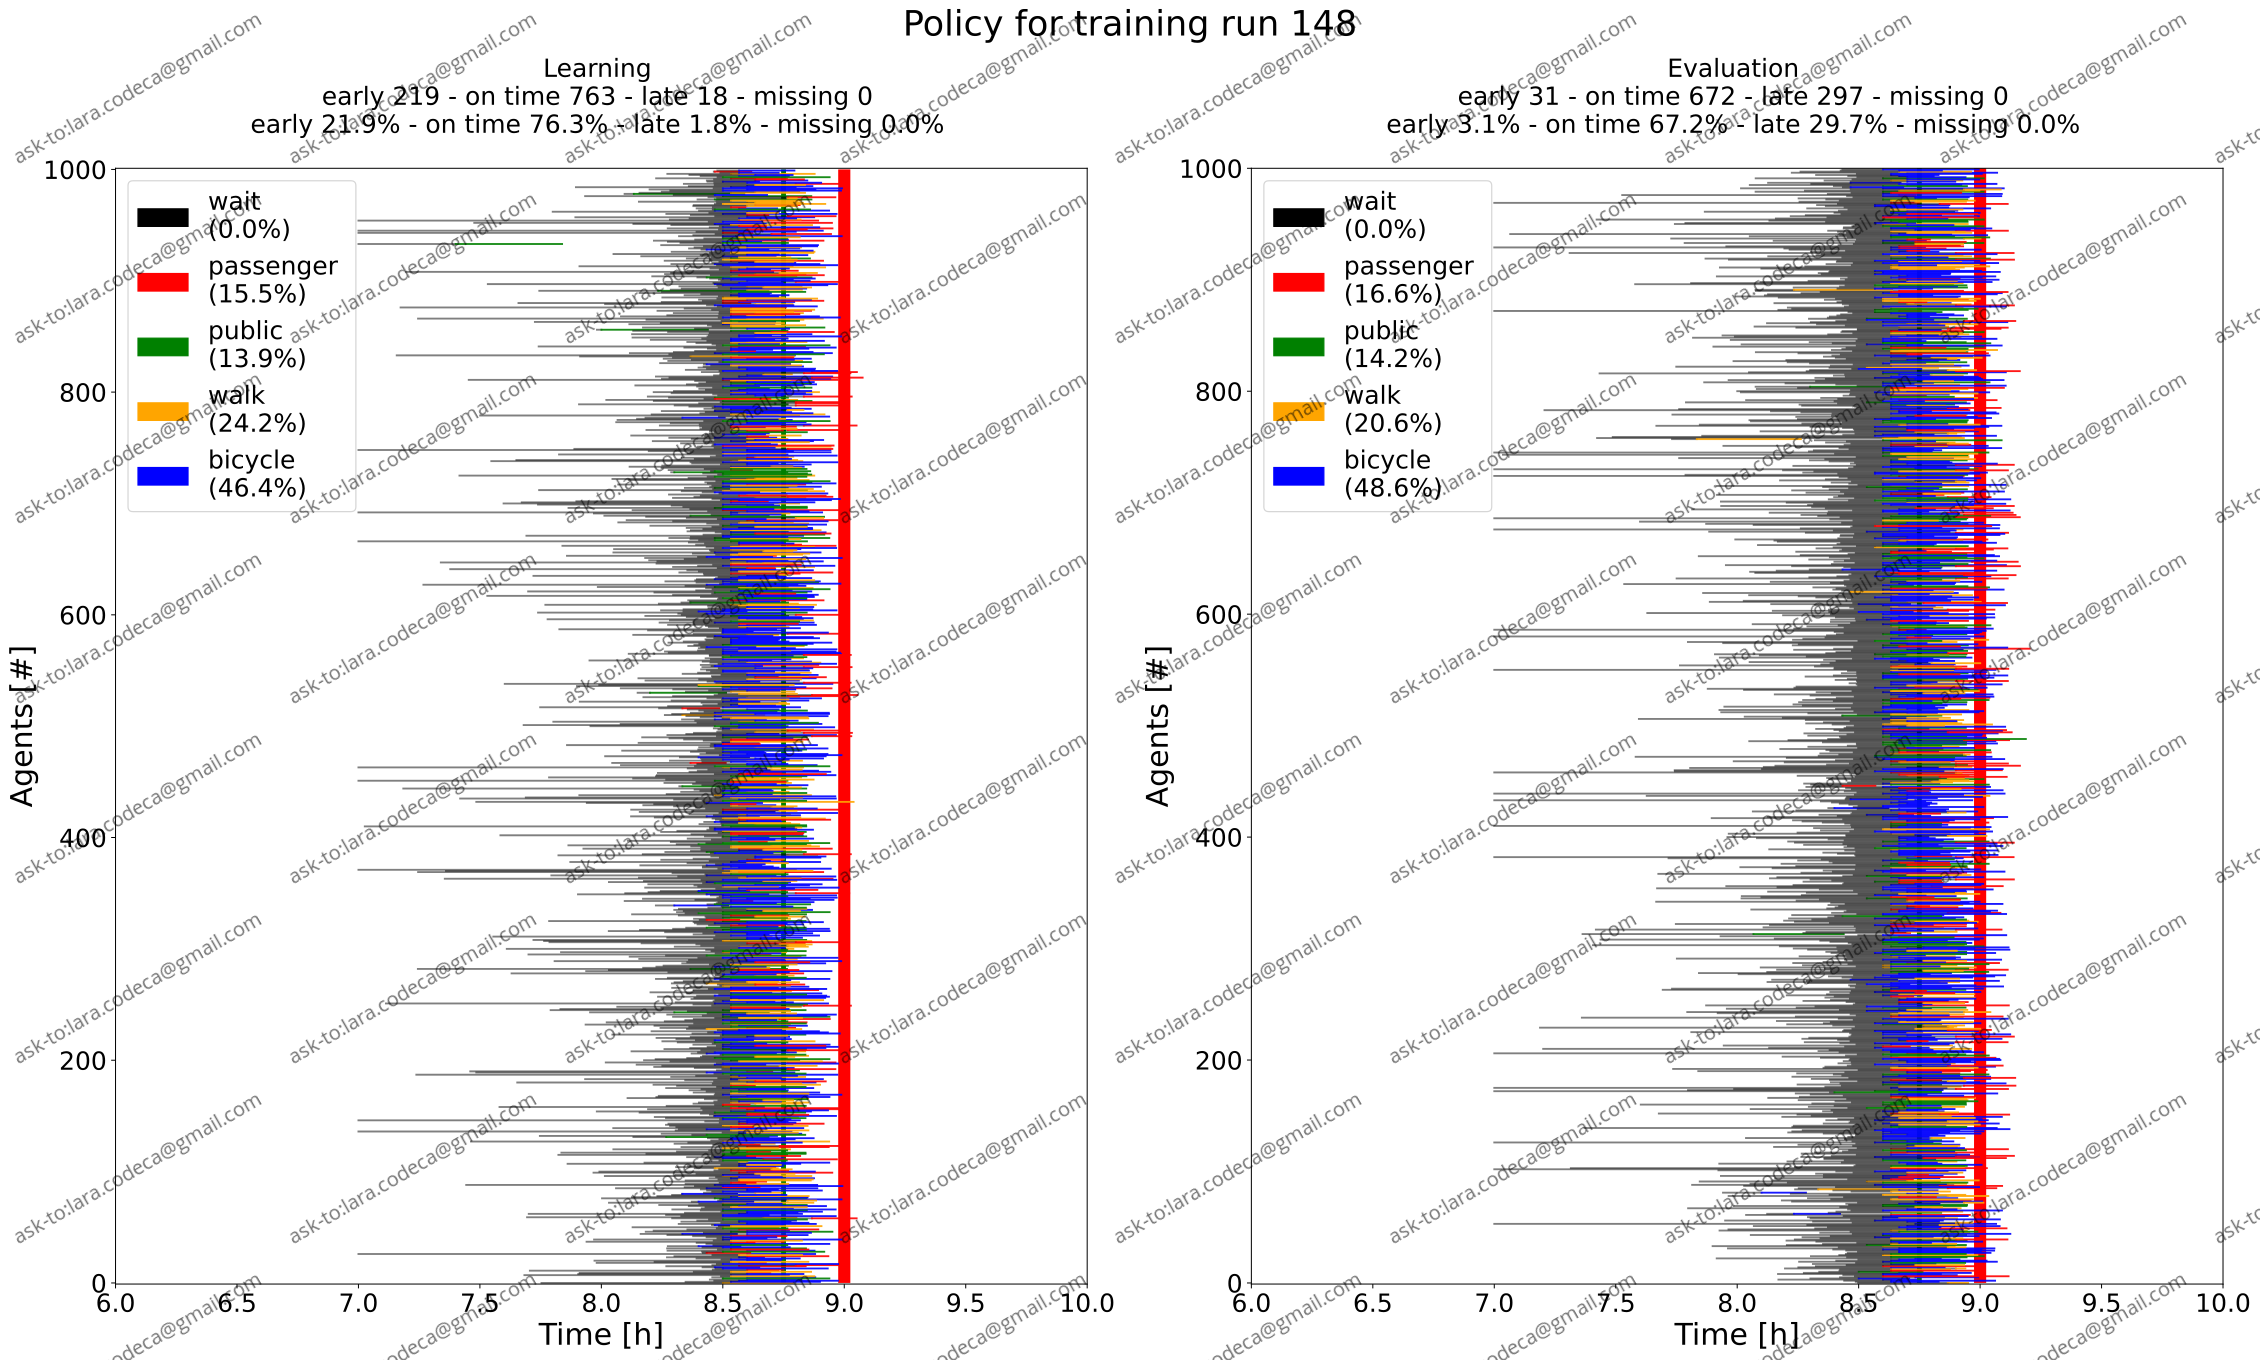 Policy for training run 148
Learning
early 219 - on time 763 - late 18 - missing 0
early 21.9% - on time 76.3% - late 1.8% - missing 0.0%
Agents [#]
1000
800
600
400
200
0
wait
(0.0%)
passenger
(15.5%)
public
(13.9%)
walk
(24.2%)
bicycle
(46.4%)
6.0 6.5 7.0 7.5 8.0 8.5 9.0 9.5 10.0
Time [h]
Evaluation
early 31 - on time 672 - late 297 - missing 0
early 3.1% - on time 67.2% - late 29.7% - missing 0.0%
Agents [#]
1000
800
600
400
200
0
wait
(0.0%)
passenger
(16.6%)
public
(14.2%)
walk
(20.6%)
bicycle
(48.6%)
6.0 6.5 7.0 7.5 8.0 8.5 9.0 9.5 10.0
Time [h]
ask-to:lara.codeca@gmail.com